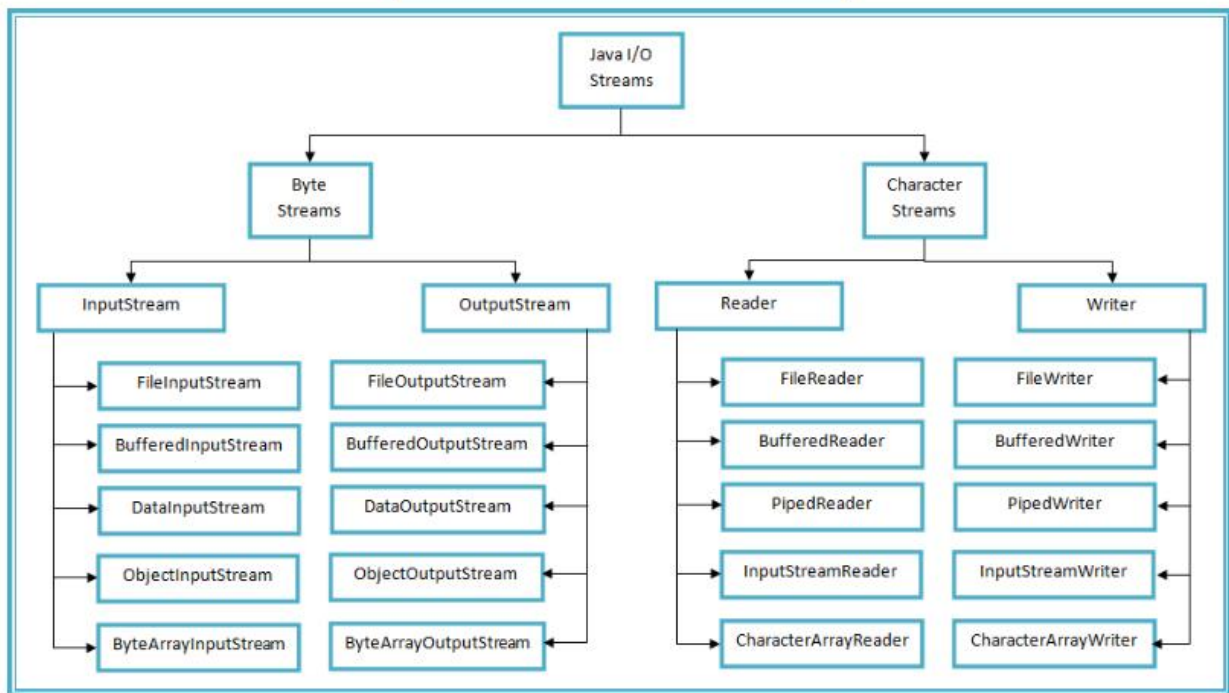 Java I/O
Streams
Byte
Streams
Character
Streams
InputStream
OutputStream
Reader
Writer
FileInputStream
FileOutputStream
FileReader
FileWriter
BufferedInputStream
BufferedOutputStream
BufferedReader
BufferedWriter
DataInputStream
DataOutputStream
PipedReader
PipedWriter
ObjectInputStream
ObjectOutputStream
InputStreamReader
InputStreamWriter
ByteArrayInputStream
ByteArrayOutputStream
CharacterArrayReader
CharacterArrayWriter